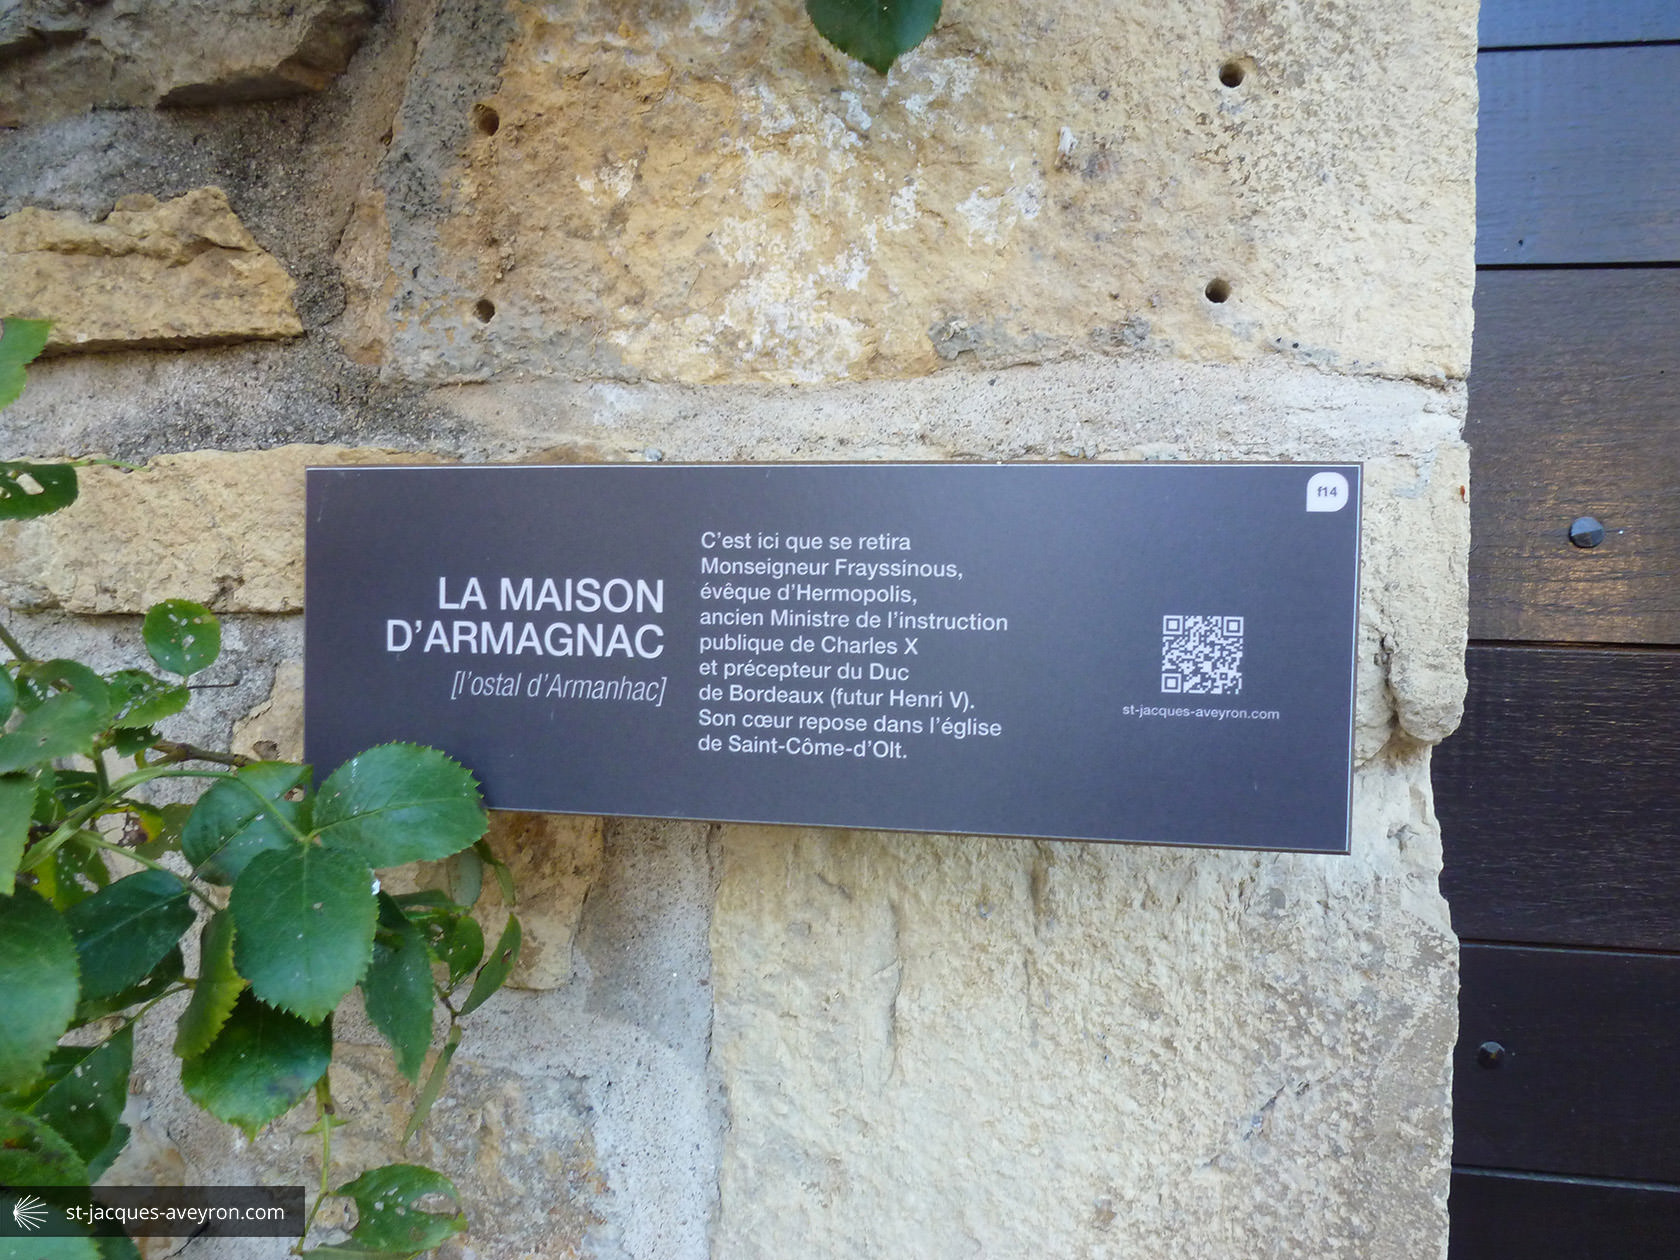 f14
LA MAISON
D'ARMAGNAC
[l'ostal d'Armanhac]
C'est ici que se retira
Monseigneur Frayssinous,
évêque d'Hermopolis,
ancien Ministre de l'instruction
publique de Charles X
et précepteur du Duc
de Bordeaux (futur Henri V).
Son cœur repose dans l'église
de Saint-Côme-d'Olt.
st-jacques-aveyron.com
st-jacques-aveyron.com